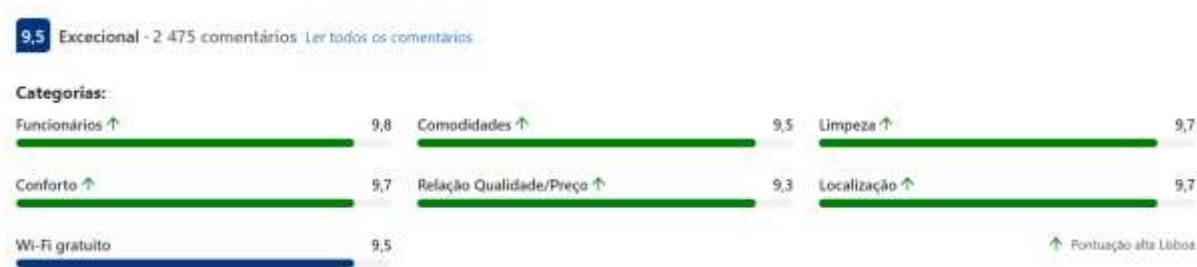 9,5 Excecional - 2 475 comentários Ler todos os comentários
Categorias:
Funcionários ↑ 9,8 Comodidades ↑ 9,5 Limpeza ↑ 9,7
Conforto ↑ 9,7 Relação Qualidade/Preço ↑ 9,3 Localização ↑ 9,7
Wi-Fi gratuito 9,5 ↑ Pontuação alta Lisboa